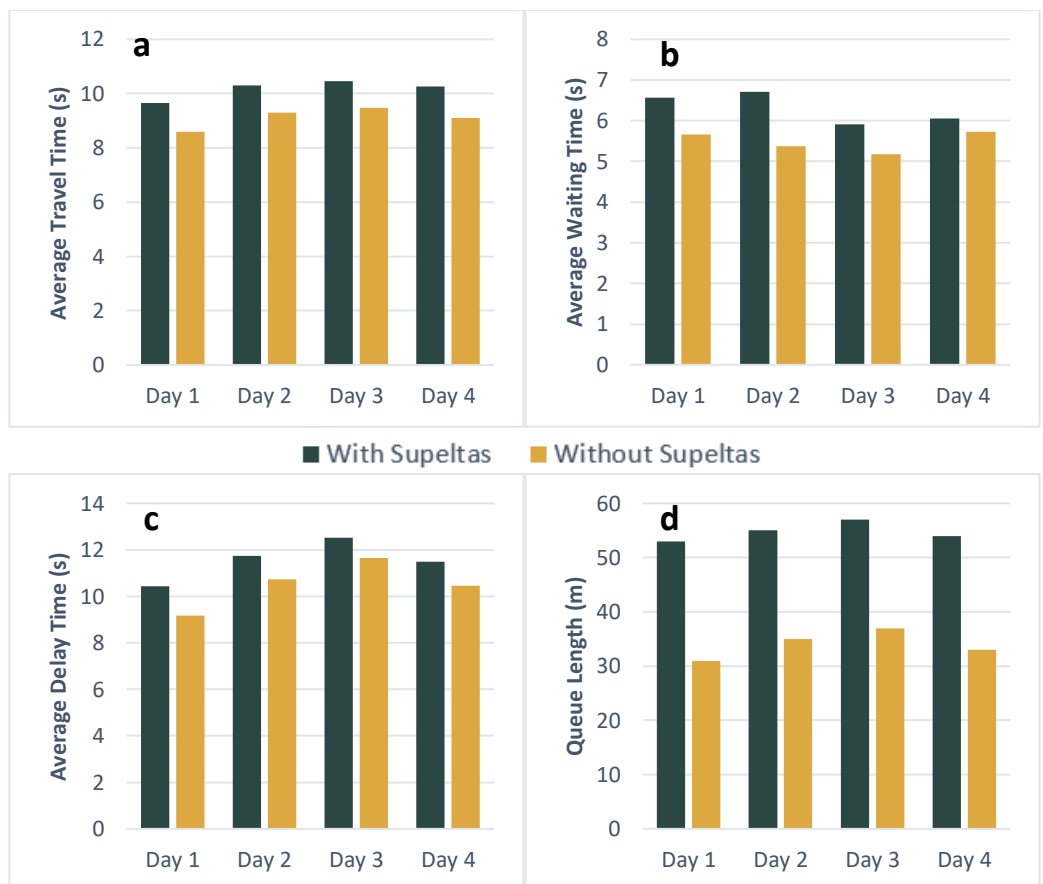 a
Average Travel Time (s)
12
10
8
6
4
2
0
Day 1 Day 2 Day 3 Day 4
b
Average Waiting Time (s)
8
7
6
5
4
3
2
1
0
Day 1 Day 2 Day 3 Day 4
With Supeltas Without Supeltas
c
Average Delay Time (s)
14
12
10
8
6
4
2
0
Day 1 Day 2 Day 3 Day 4
d
Queue Length (m)
60
50
40
30
20
10
0
Day 1 Day 2 Day 3 Day 4